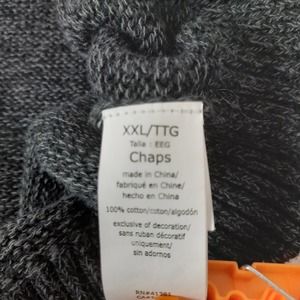 XXL/TTG
Talla : EEG
Chaps
made in China/
fabriqué en Chine/
hecho en China
100% cotton/coton/algodón
exclusive of decoration/
sans ruban décoratif
uniquement/
sin adornos